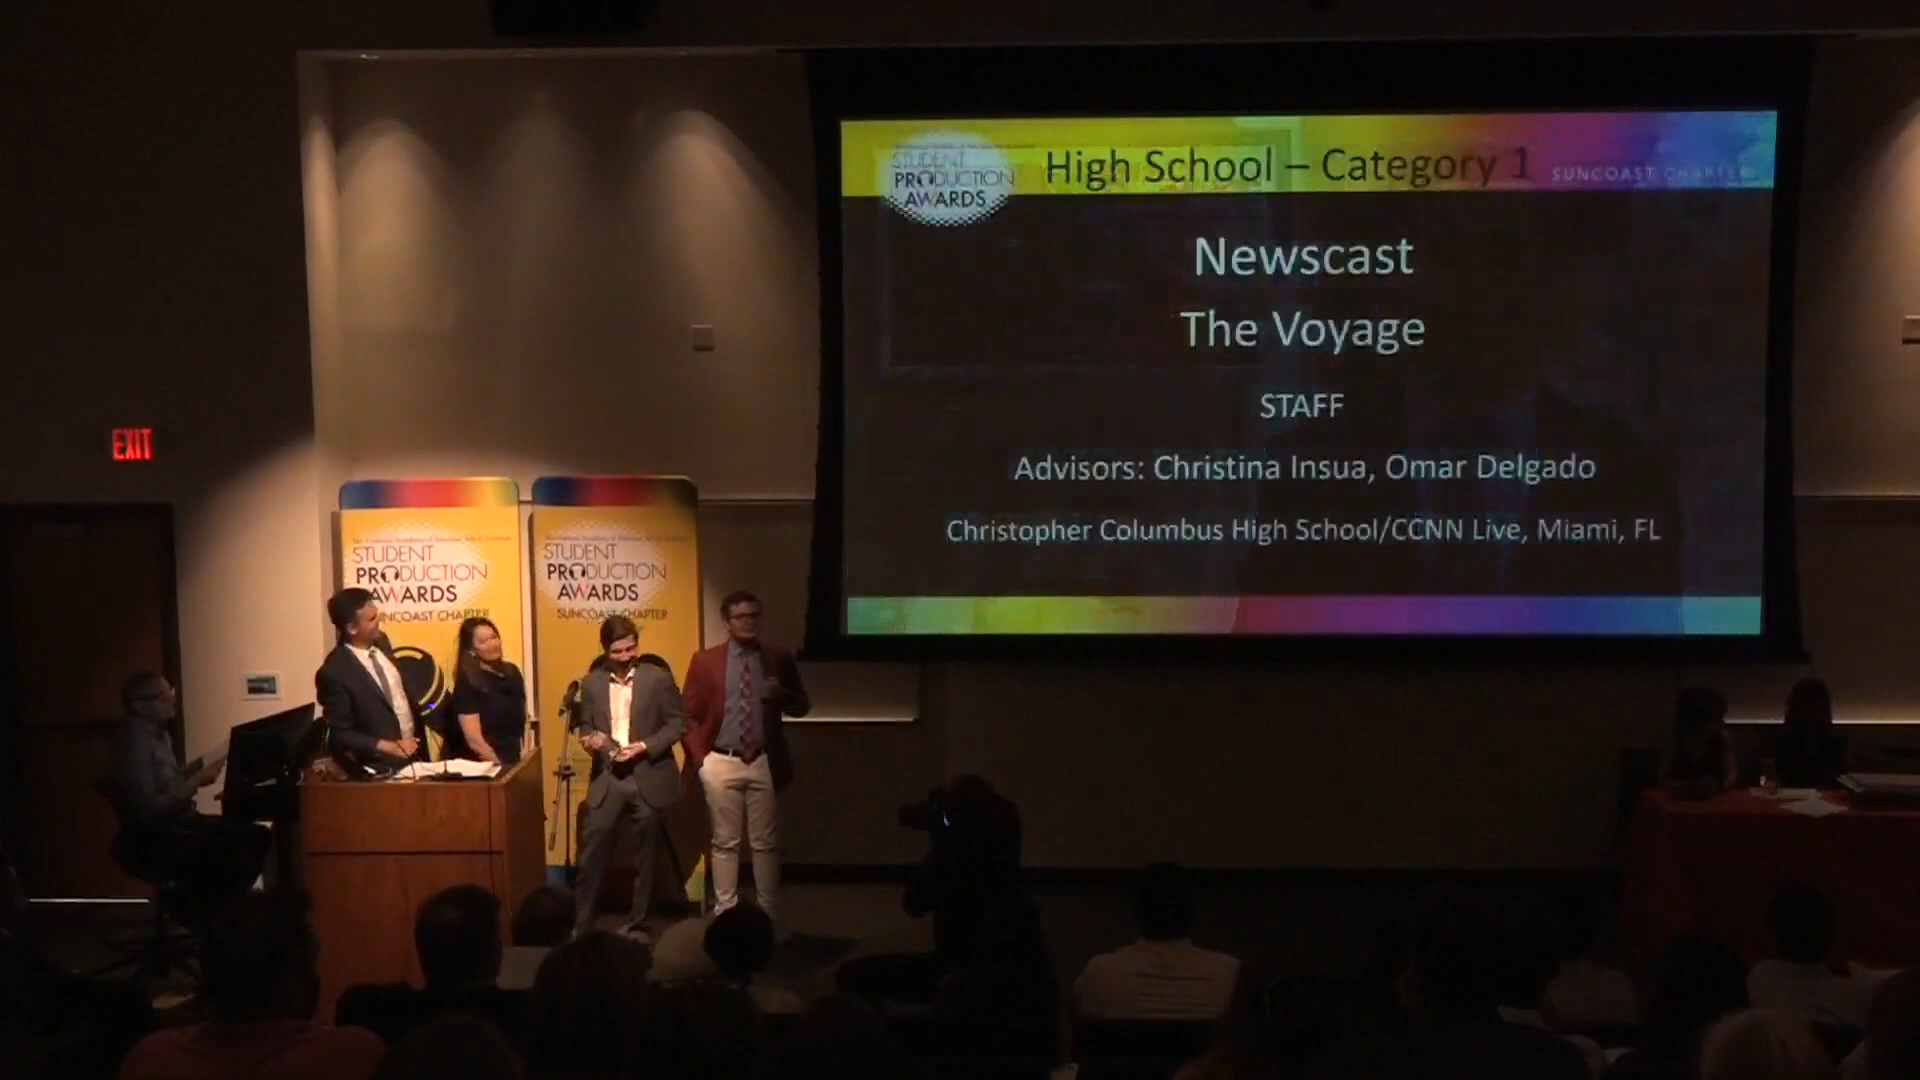 STUDENT
PRODUCTION
AWARDS
High School – Category 1
SUNCOAST CHAPTER
Newscast
The Voyage
STAFF
Advisors: Christina Insua, Omar Delgado
Christopher Columbus High School/CCNN Live, Miami, FL
EXIT
STUDENT
PRODUCTION
AWARDS
SUNCOAST CHAPTER
STUDENT
PRODUCTION
AWARDS
SUNCOAST CHAPTER